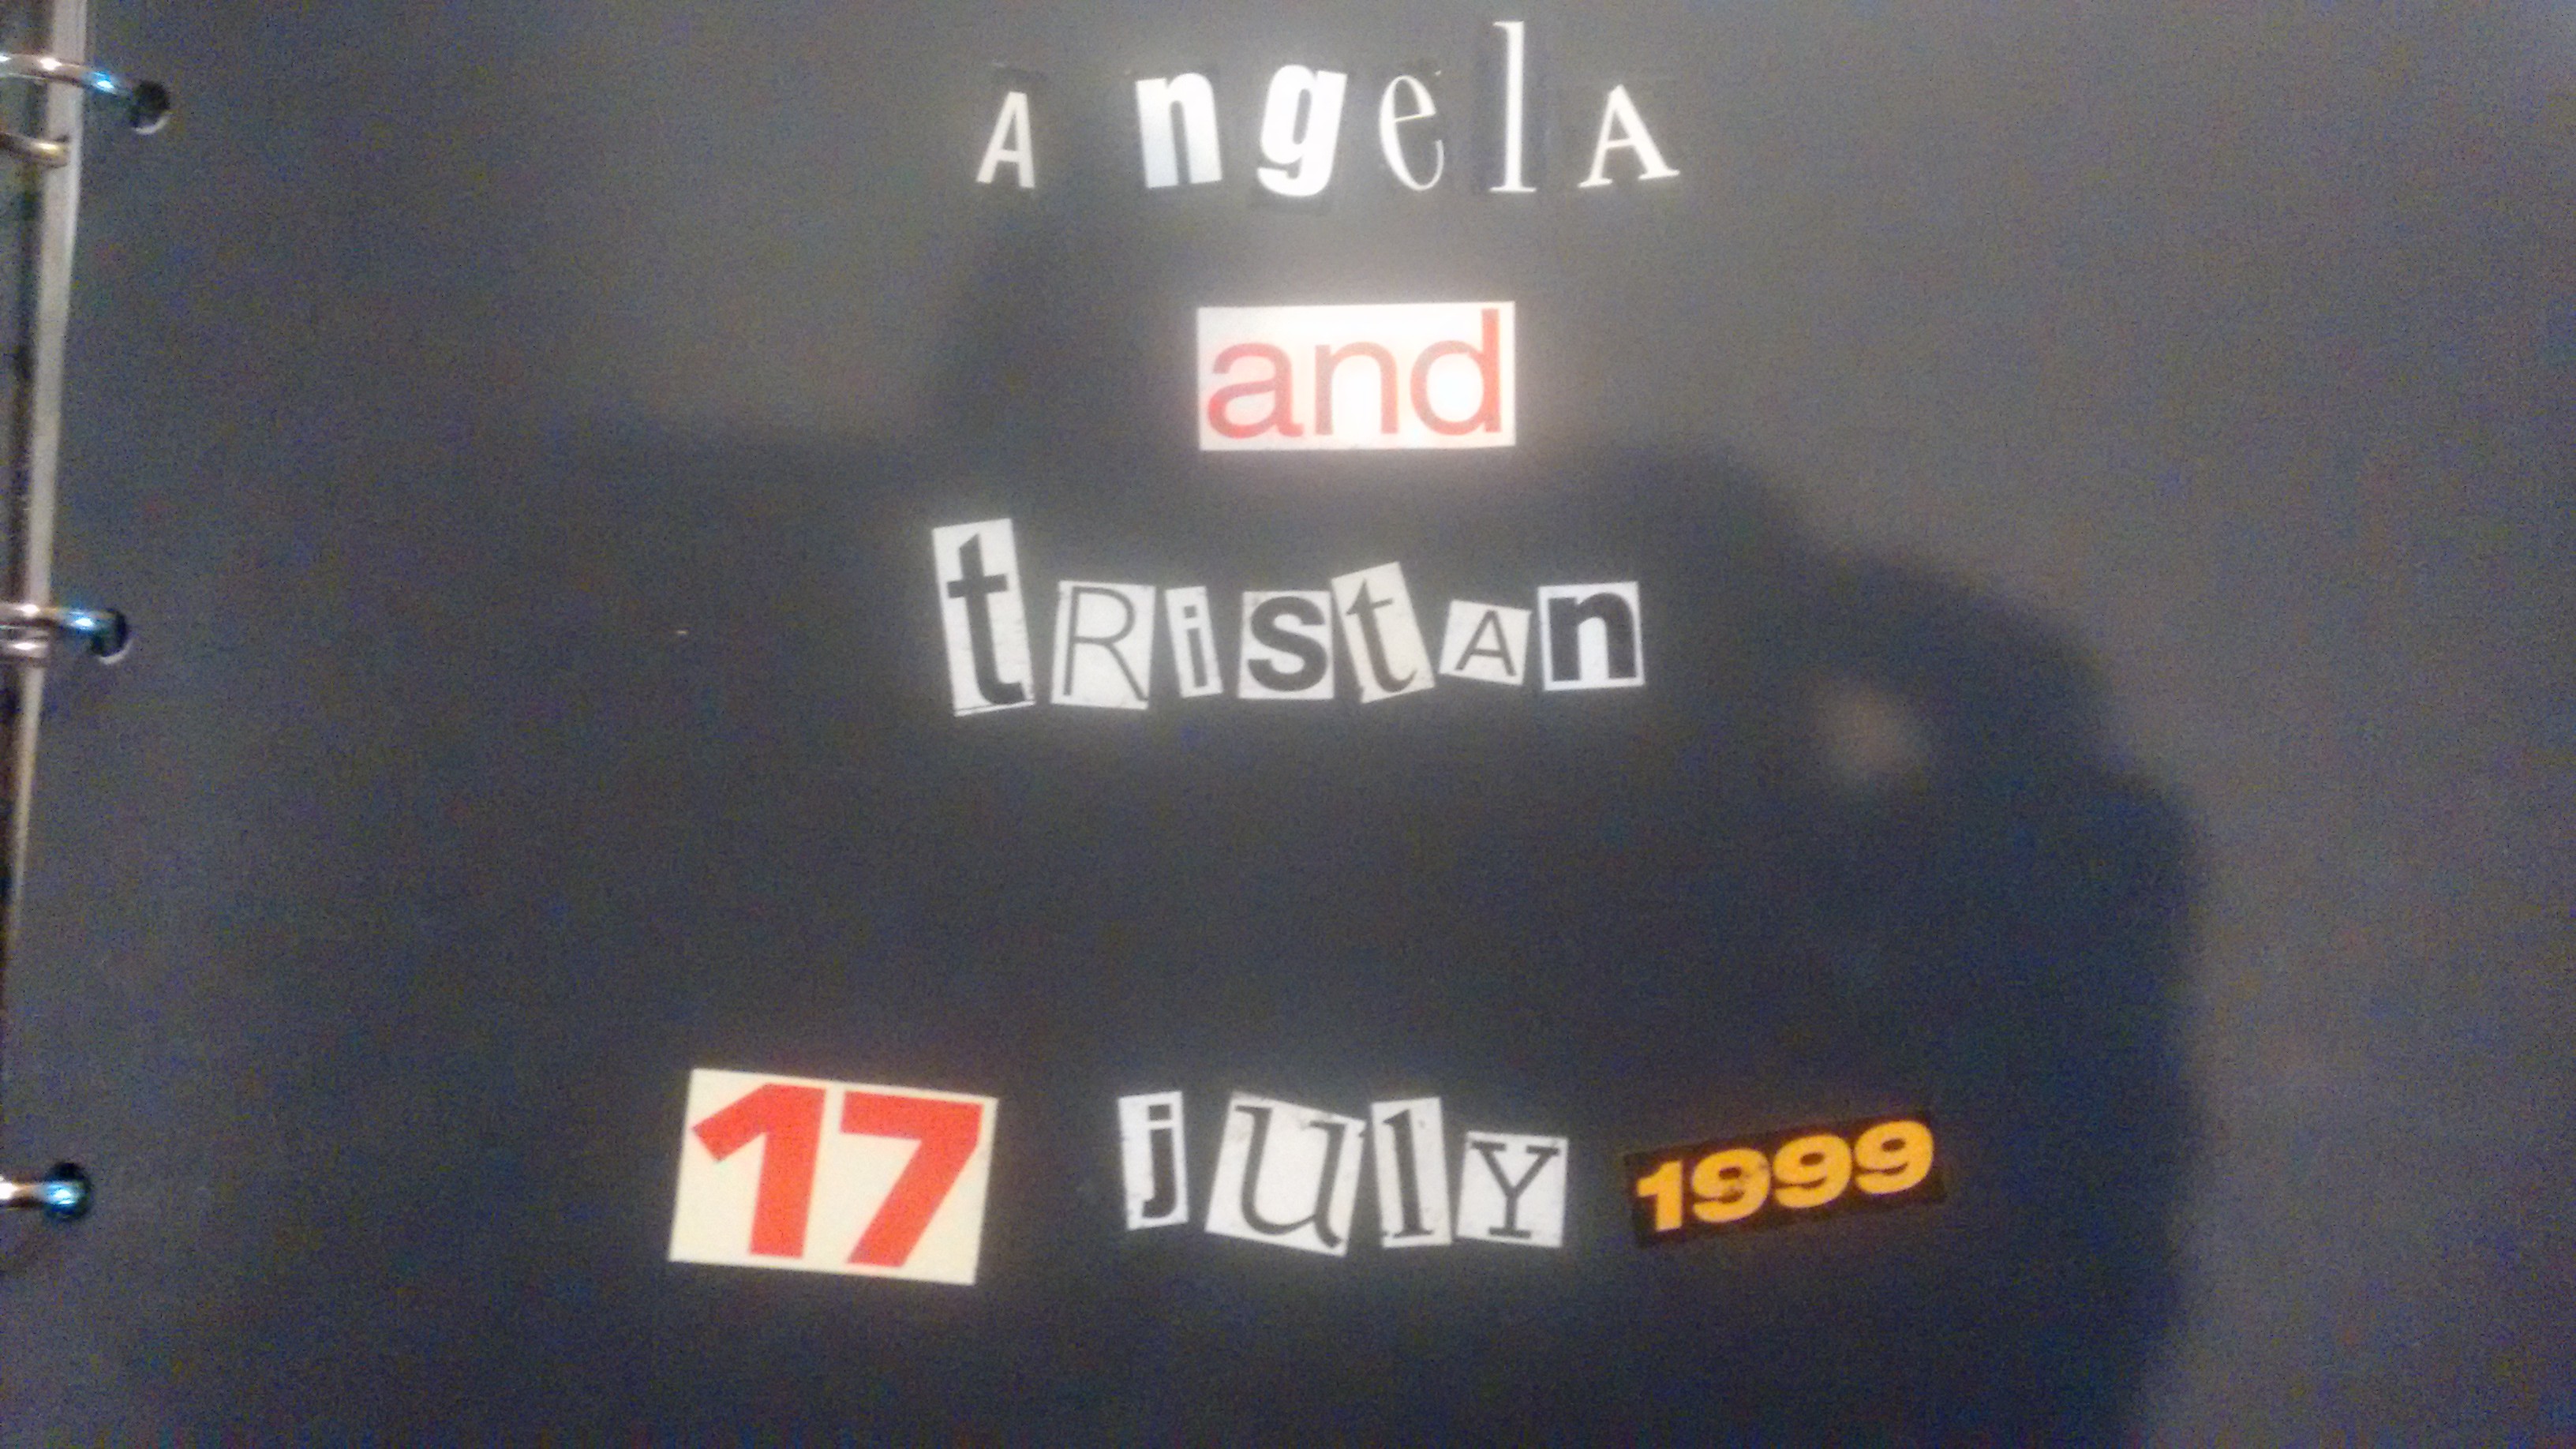 AngelA
and
tRistAn
17 july 1999